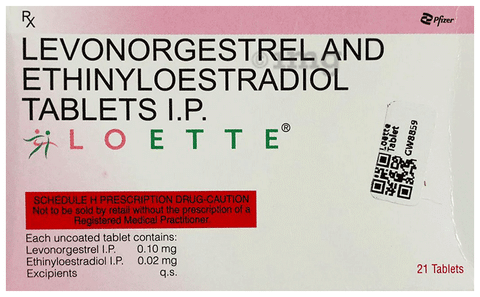 Rx
Pfizer
LEVONORGESTREL AND
ETHINYLOESTRADIOL
TABLETS I.P.
LOETTE®
Loette
Tablet
GW8859
SCHEDULE H PRESCRIPTION DRUG-CAUTION
Not to be sold by retail without the prescription of a
Registered Medical Practitioner.
Each uncoated tablet contains:
Levonorgestrel I.P. 0.10 mg
Ethinyloestradiol I.P. 0.02 mg
Excipients q.s.
21 Tablets